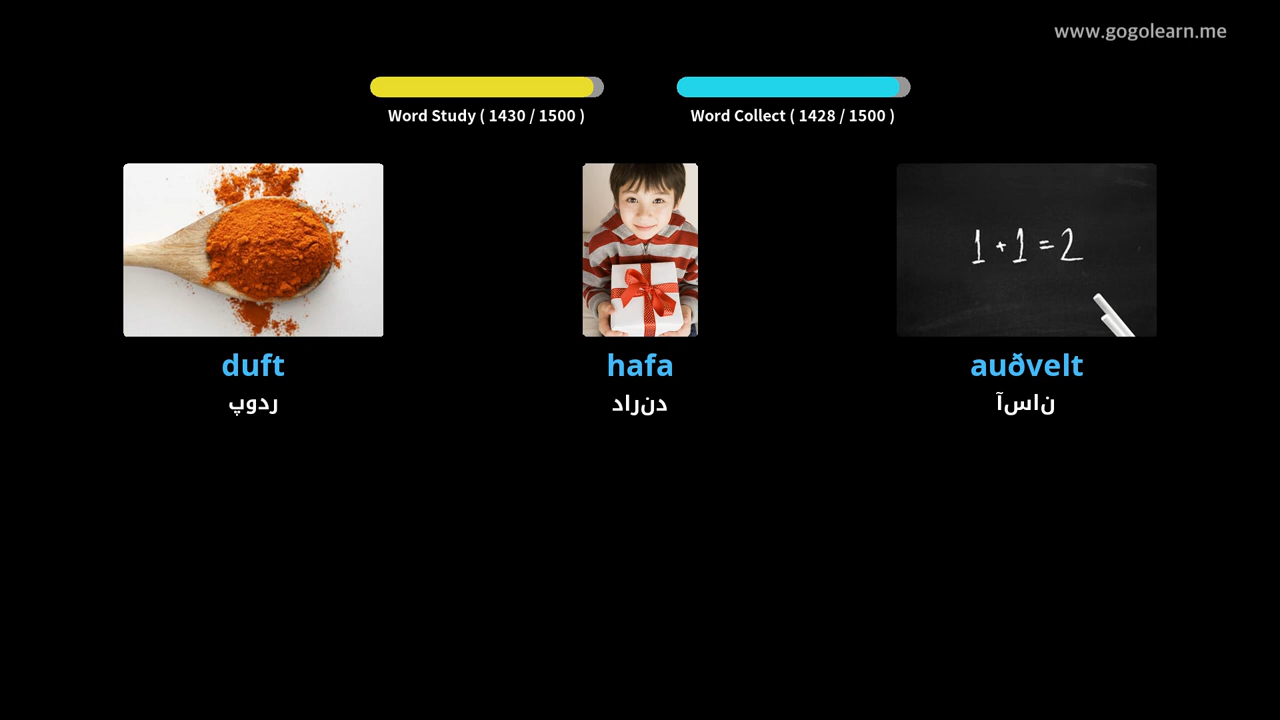 www.gogolearn.me
Word Study ( 1430 / 1500 )
Word Collect ( 1428 / 1500 )
1 + 1 = 2
duft
hafa
auðvelt
ردوپ
دنراد
ناسآ